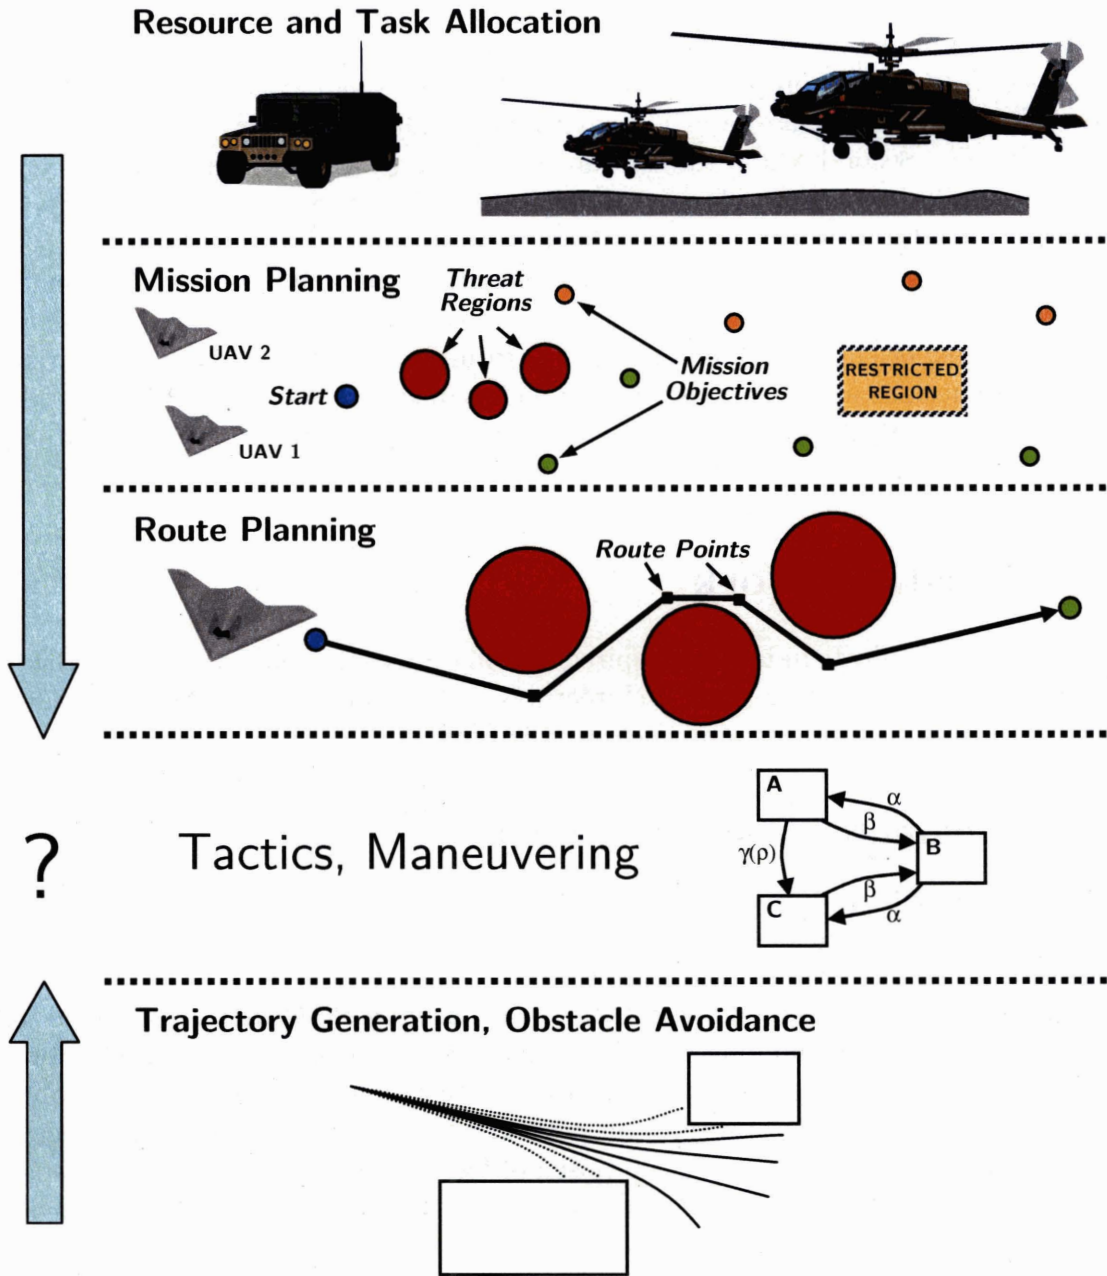 Resource and Task Allocation
Mission Planning
Threat
Regions
UAV 2
Start
Mission
Objectives
RESTRICTED
REGION
UAV 1
Route Planning
Route Points
?
Tactics, Maneuvering
A
α
β
B
γ(ρ)
β
C
α
Trajectory Generation, Obstacle Avoidance